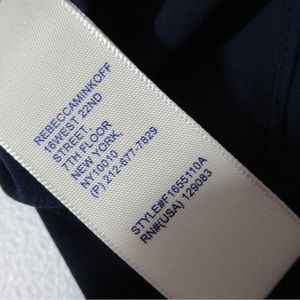 REBECCAMINKOFF
16WEST 22ND
STREET,
7TH FLOOR
NEW YORK,
NY10010
(P) 212-677-7829
STYLE#F1655110A
RN#(USA) 129083